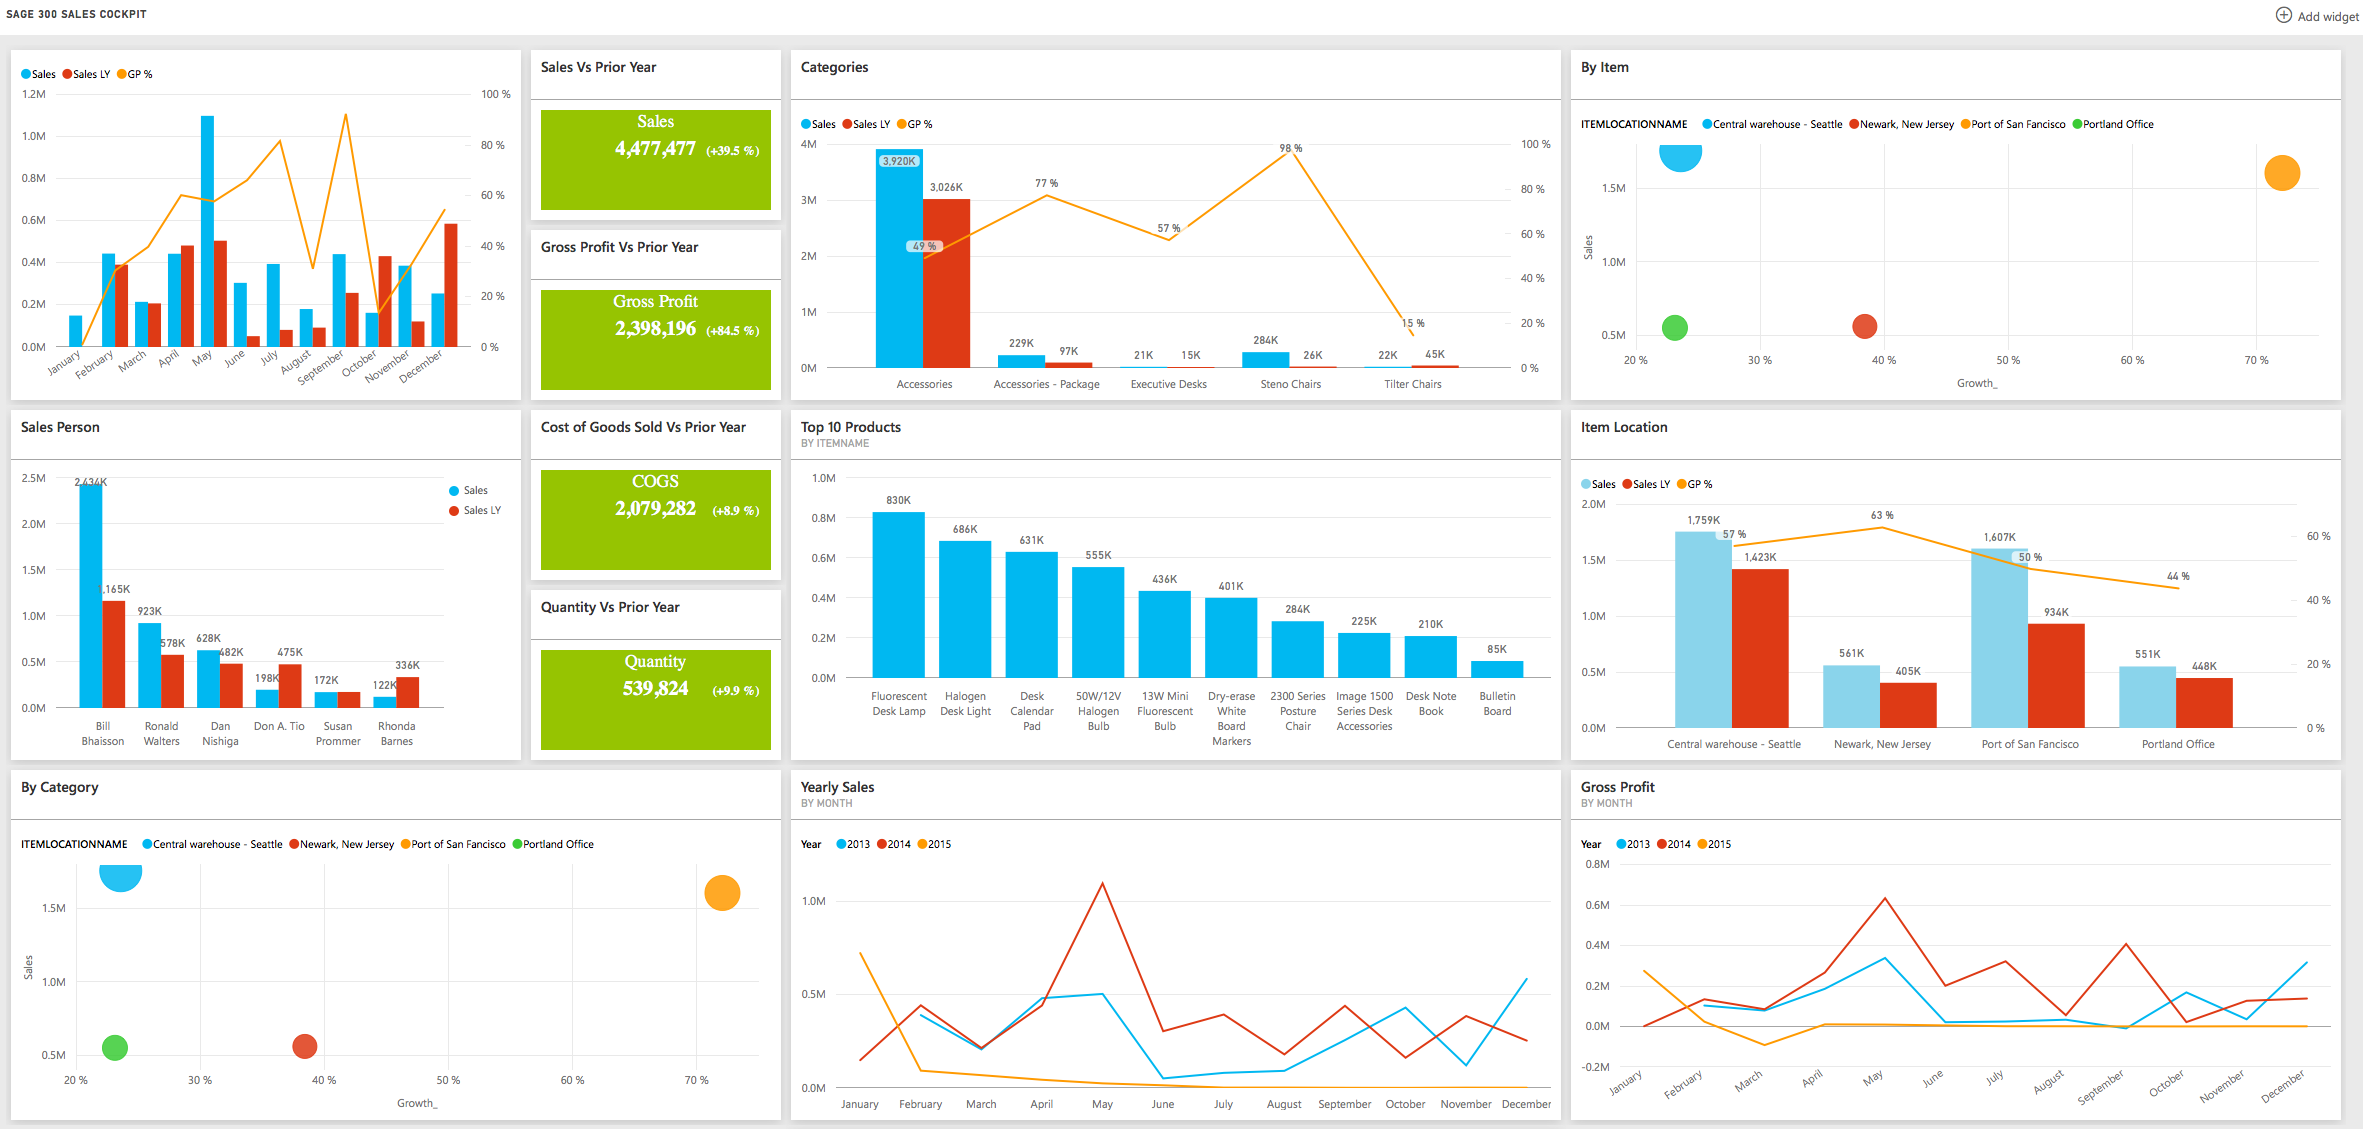 SAGE 300 SALES COCKPIT
Add widget
Sales Sales LY GP %
1.2M
1.0M
0.8M
0.6M
0.4M
0.2M
0.0M
100 %
80 %
60 %
40 %
20 %
0 %
January February March April May June July August September October November December
Sales Vs Prior Year
Sales
4,477,477 (+39.5 %)
Gross Profit Vs Prior Year
Gross Profit
2,398,196 (+84.5 %)
Categories
Sales Sales LY GP %
4M
3M
2M
1M
0M
100 %
80 %
60 %
40 %
20 %
0 %
3,920K
3,026K
49 %
77 %
57 %
98 %
15 %
229K 97K
21K 15K
284K 26K
22K 45K
Accessories Accessories - Package Executive Desks Steno Chairs Tilter Chairs
By Item
ITEMLOCATIONNAME Central warehouse - Seattle Newark, New Jersey Port of San Fancisco Portland Office
Sales
1.5M
1.0M
0.5M
20 % 30 % 40 % 50 % 60 % 70 %
Growth_
Sales Person
2.5M
2.0M
1.5M
1.0M
0.5M
0.0M
2,434K
923K
578K
628K
482K
198K
475K
172K
122K
336K
Sales
Sales LY
Bill
Bhaisson
Ronald
Walters
Dan
Nishiga
Don A. Tio
Susan
Prommer
Rhonda
Barnes
Cost of Goods Sold Vs Prior Year
COGS
2,079,282 (+8.9 %)
Quantity Vs Prior Year
Quantity
539,824 (+9.9 %)
Top 10 Products
BY ITEMNAME
1.0M
0.8M
0.6M
0.4M
0.2M
0.0M
830K
686K
631K
555K
436K
401K
284K
225K
210K
85K
Fluorescent
Desk Lamp
Halogen
Desk Light
Desk
Calendar
Pad
50W/12V
Halogen
Bulb
13W Mini
Fluorescent
Bulb
Dry-erase
White
Board
Markers
2300 Series
Posture
Chair
Image 1500
Series Desk
Accessories
Desk Note
Book
Bulletin
Board
Item Location
Sales Sales LY GP %
2.0M
1.5M
1.0M
0.5M
0.0M
60 %
40 %
20 %
0 %
1,759K
57 %
1,423K
63 %
561K
405K
1,607K
50 %
934K
44 %
551K
448K
Central warehouse - Seattle Newark, New Jersey Port of San Fancisco Portland Office
By Category
ITEMLOCATIONNAME Central warehouse - Seattle Newark, New Jersey Port of San Fancisco Portland Office
Sales
1.5M
1.0M
0.5M
20 % 30 % 40 % 50 % 60 % 70 %
Growth_
Yearly Sales
BY MONTH
Year 2013 2014 2015
1.0M
0.5M
0.0M
January February March April May June July August September October November December
Gross Profit
BY MONTH
Year 2013 2014 2015
0.8M
0.6M
0.4M
0.2M
0.0M
-0.2M
January February March April May June July August September October November December